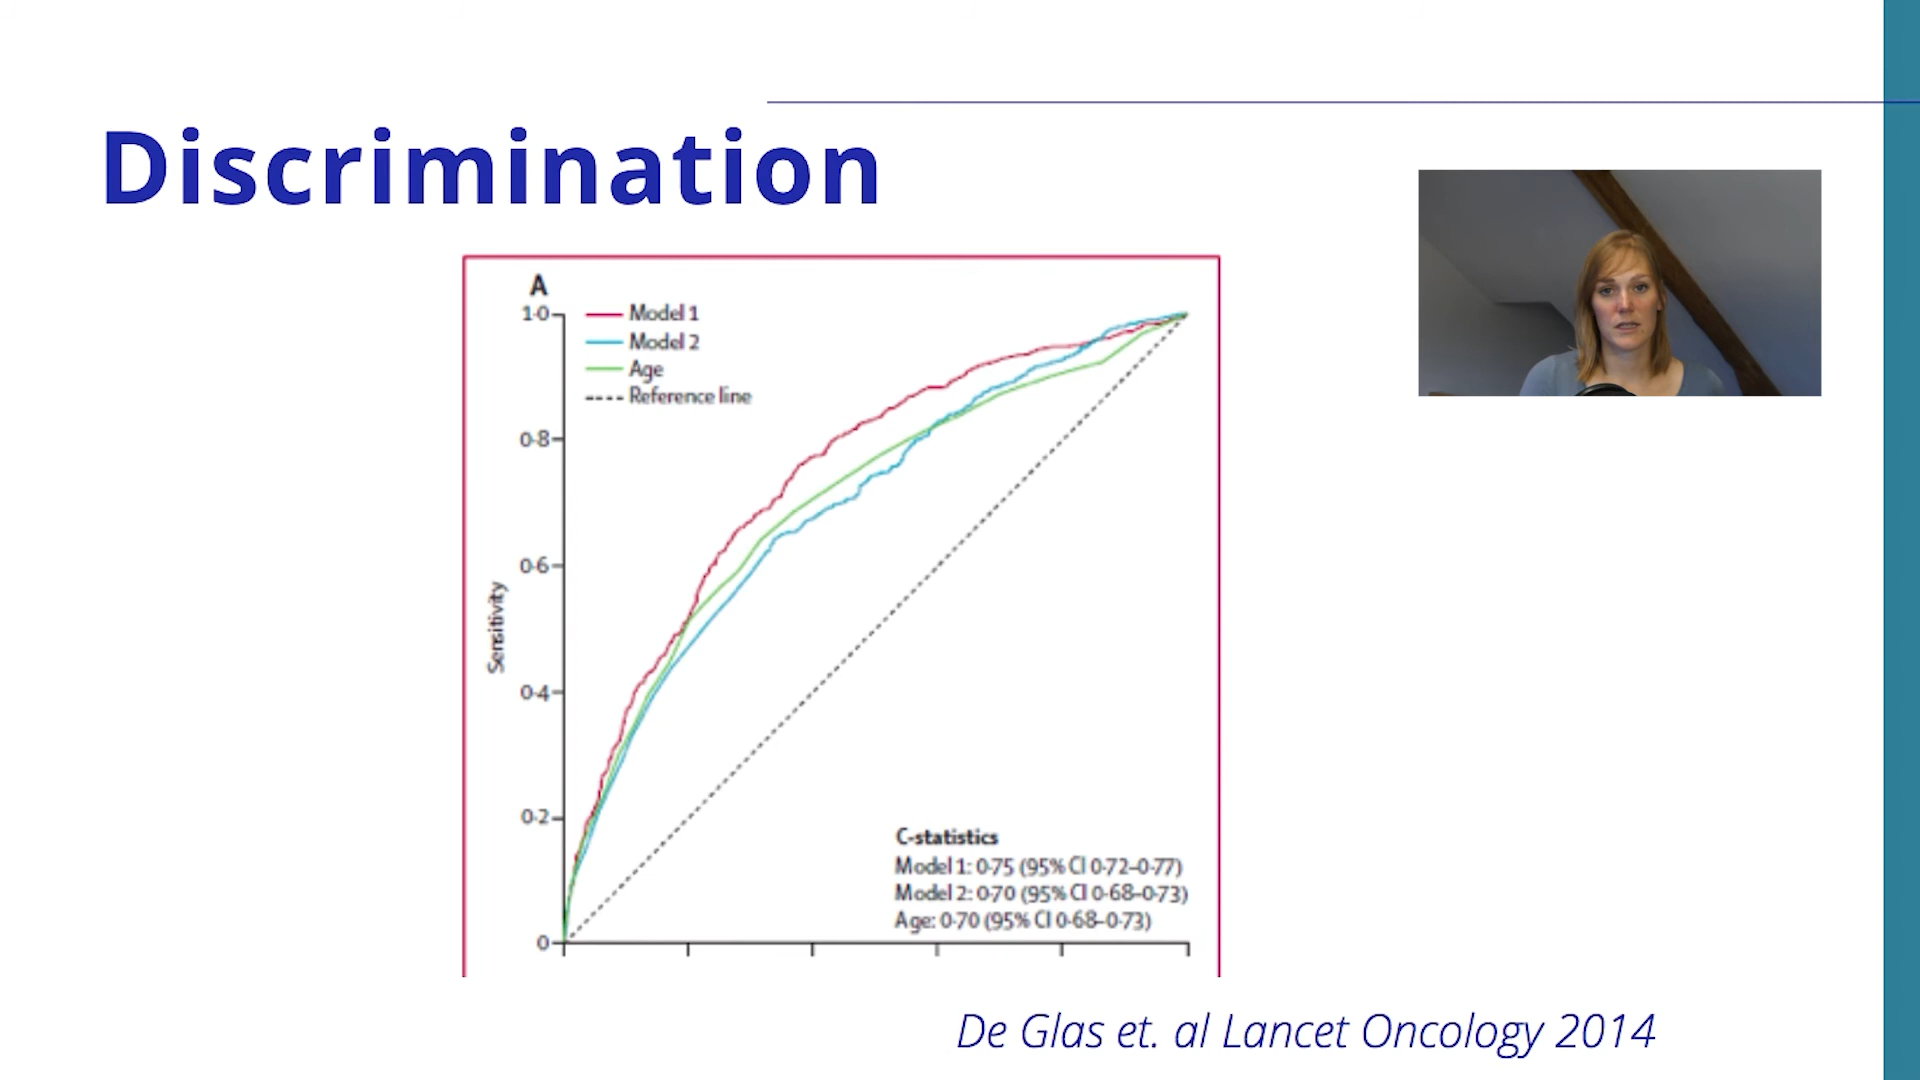 Discrimination
A
1·0
Model 1
Model 2
Age
Reference line
0·8
0·6
Sensitivity
0·4
0·2
C-statistics
Model 1: 0·75 (95% CI 0·72–0·77)
Model 2: 0·70 (95% CI 0·68–0·73)
Age: 0·70 (95% CI 0·68–0·73)
0
De Glas et. al Lancet Oncology 2014